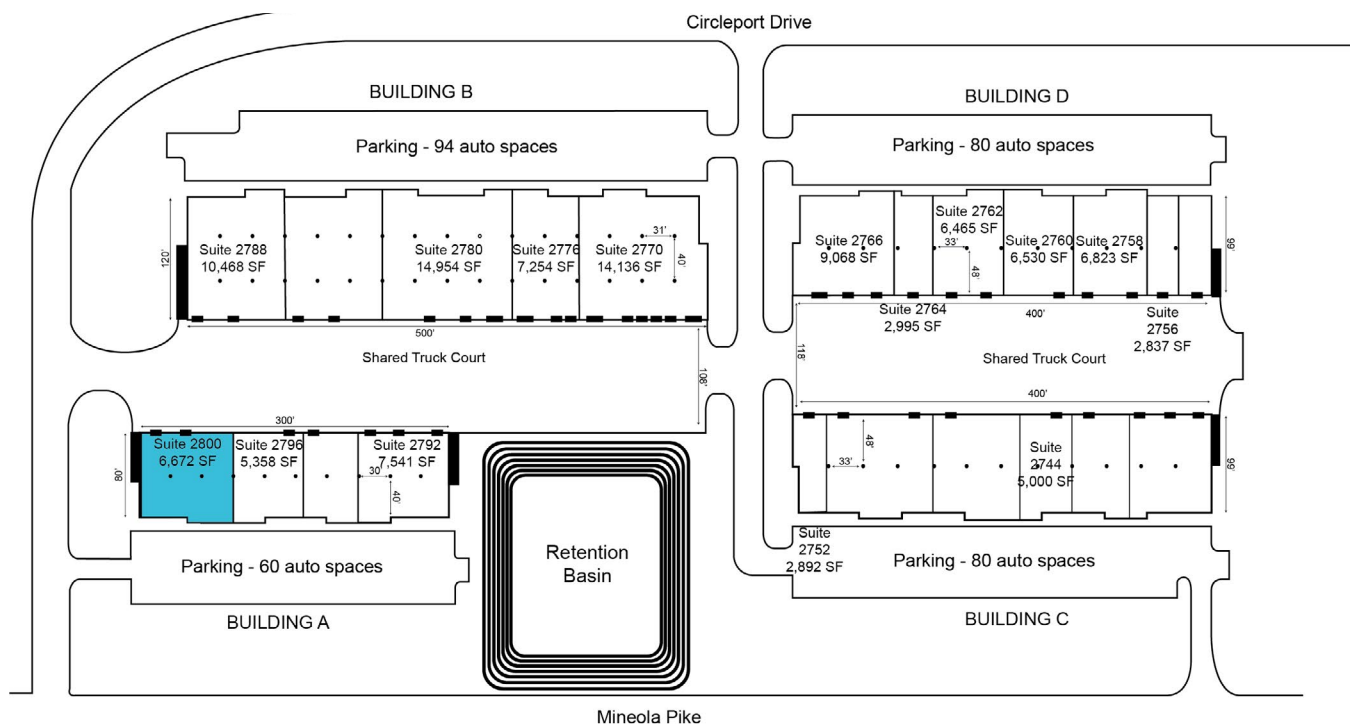 Circleport Drive
BUILDING B
BUILDING D
Parking - 94 auto spaces
Parking - 80 auto spaces
120'
Suite 2788
10,468 SF
Suite 2780
14,954 SF
Suite 2776
7,254 SF
Suite 2770
14,136 SF
31'
40'
500'
Suite 2766
9,068 SF
Suite 2762
6,465 SF
33'
48'
Suite 2760
6,530 SF
Suite 2758
6,823 SF
99'
Suite 2764
2,995 SF
400'
Suite
2756
2,837 SF
Shared Truck Court
108'
118'
Shared Truck Court
400'
300'
80'
Suite 2800
6,672 SF
Suite 2796
5,358 SF
Suite 2792
7,541 SF
30'
40'
48'
33'
Suite
2744
5,000 SF
99'
Parking - 60 auto spaces
BUILDING A
Retention
Basin
Suite
2752
2,892 SF
Parking - 80 auto spaces
BUILDING C
Mineola Pike